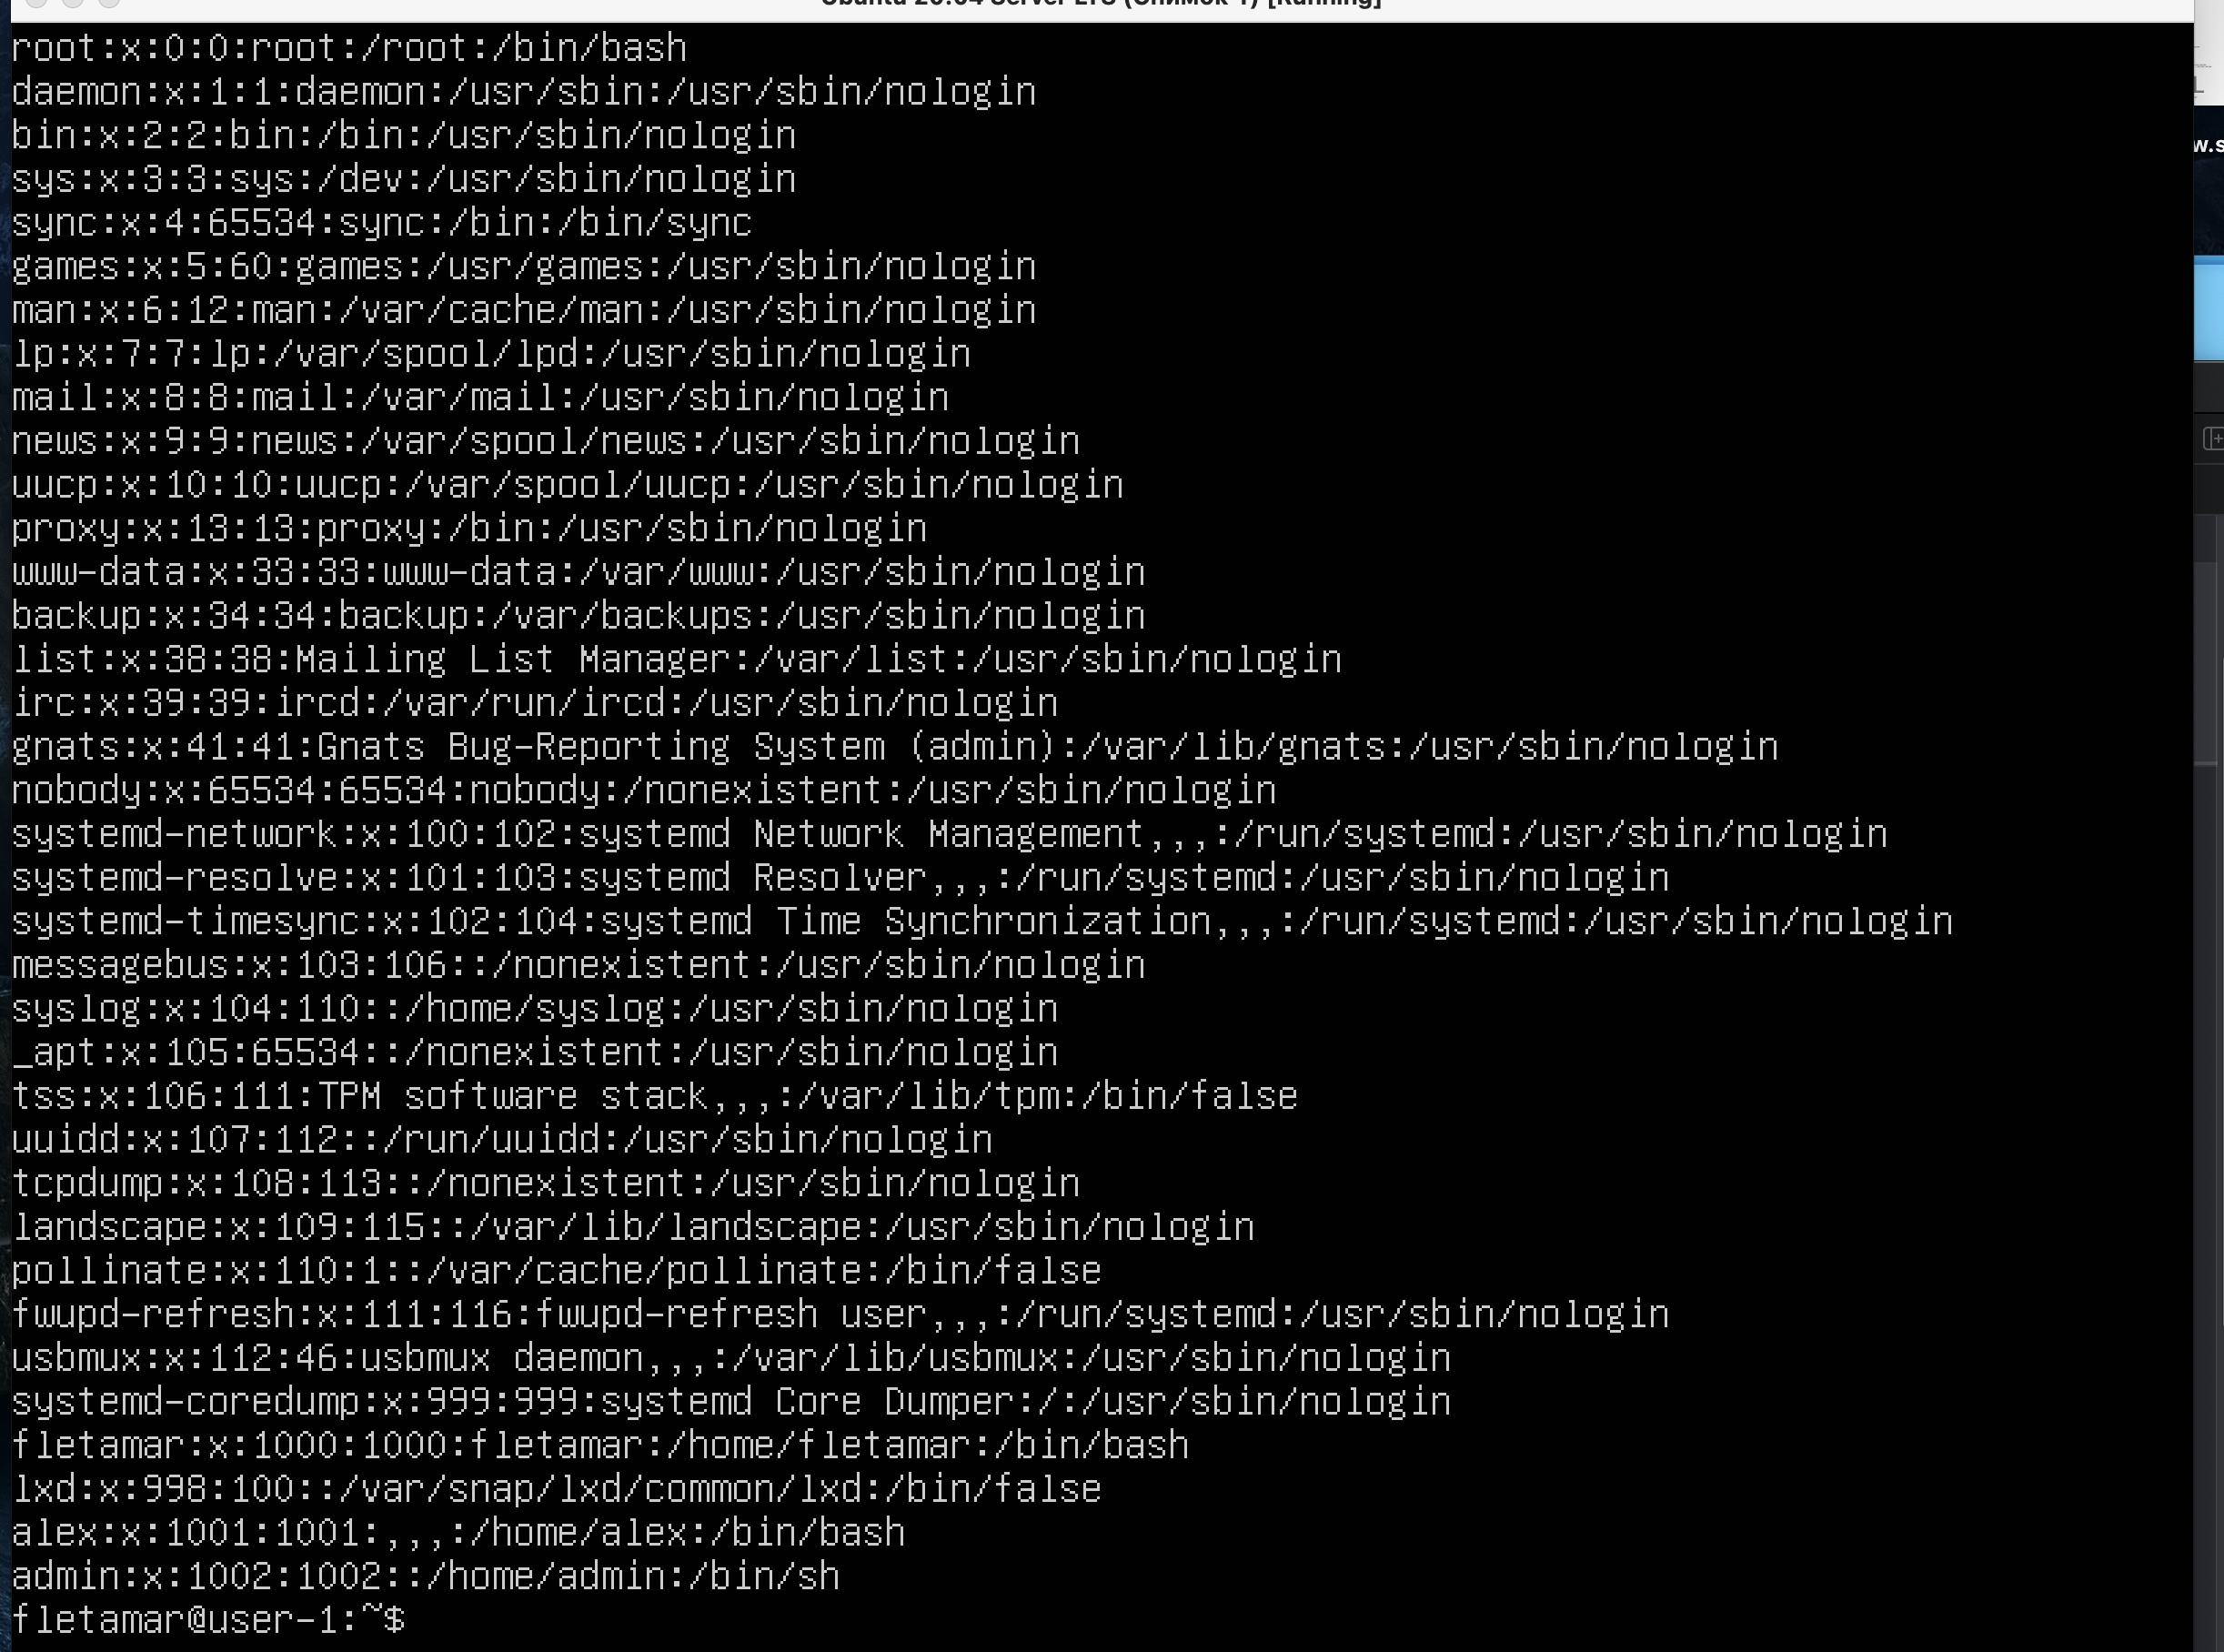 Ubuntu 20.04 Server LTS (Снимок 1) [Running]
root:x:0:0:root:/root:/bin/bash
daemon:x:1:1:daemon:/usr/sbin:/usr/sbin/nologin
bin:x:2:2:bin:/bin:/usr/sbin/nologin
sys:x:3:3:sys:/dev:/usr/sbin/nologin
sync:x:4:65534:sync:/bin:/bin/sync
games:x:5:60:games:/usr/games:/usr/sbin/nologin
man:x:6:12:man:/var/cache/man:/usr/sbin/nologin
lp:x:7:7:lp:/var/spool/lpd:/usr/sbin/nologin
mail:x:8:8:mail:/var/mail:/usr/sbin/nologin
news:x:9:9:news:/var/spool/news:/usr/sbin/nologin
uucp:x:10:10:uucp:/var/spool/uucp:/usr/sbin/nologin
proxy:x:13:13:proxy:/bin:/usr/sbin/nologin
www-data:x:33:33:www-data:/var/www:/usr/sbin/nologin
backup:x:34:34:backup:/var/backups:/usr/sbin/nologin
list:x:38:38:Mailing List Manager:/var/list:/usr/sbin/nologin
irc:x:39:39:ircd:/var/run/ircd:/usr/sbin/nologin
gnats:x:41:41:Gnats Bug-Reporting System (admin):/var/lib/gnats:/usr/sbin/nologin
nobody:x:65534:65534:nobody:/nonexistent:/usr/sbin/nologin
systemd-network:x:100:102:systemd Network Management,,,:/run/systemd:/usr/sbin/nologin
systemd-resolve:x:101:103:systemd Resolver,,,:/run/systemd:/usr/sbin/nologin
systemd-timesync:x:102:104:systemd Time Synchronization,,,:/run/systemd:/usr/sbin/nologin
messagebus:x:103:106::/nonexistent:/usr/sbin/nologin
syslog:x:104:110::/home/syslog:/usr/sbin/nologin
_apt:x:105:65534::/nonexistent:/usr/sbin/nologin
tss:x:106:111:TPM software stack,,,:/var/lib/tpm:/bin/false
uuidd:x:107:112::/run/uuidd:/usr/sbin/nologin
tcpdump:x:108:113::/nonexistent:/usr/sbin/nologin
landscape:x:109:115::/var/lib/landscape:/usr/sbin/nologin
pollinate:x:110:1::/var/cache/pollinate:/bin/false
fwupd-refresh:x:111:116:fwupd-refresh user,,,:/run/systemd:/usr/sbin/nologin
usbmux:x:112:46:usbmux daemon,,,:/var/lib/usbmux:/usr/sbin/nologin
systemd-coredump:x:999:999:systemd Core Dumper:/:/usr/sbin/nologin
fletamar:x:1000:1000:fletamar:/home/fletamar:/bin/bash
lxd:x:998:100::/var/snap/lxd/common/lxd:/bin/false
alex:x:1001:1001:,,,:/home/alex:/bin/bash
admin:x:1002:1002::/home/admin:/bin/sh
fletamar@user-1:~$